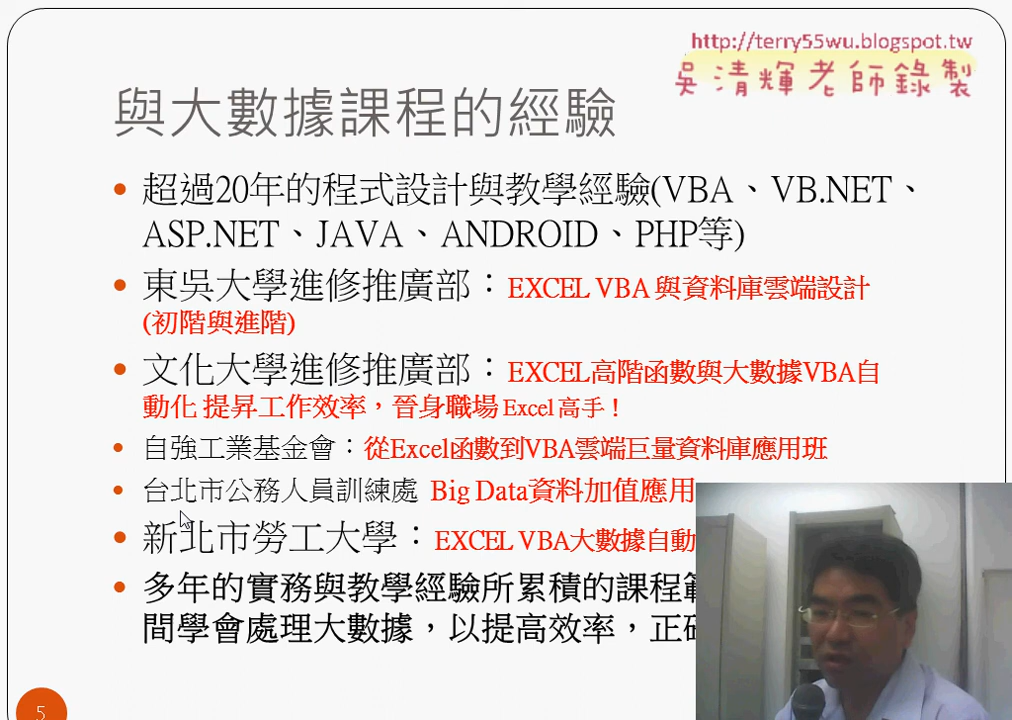 http://terry55wu.blogspot.tw
吳清輝老師錄製
與大數據課程的經驗
超過20年的程式設計與教學經驗(VBA、VB.NET、
ASP.NET、JAVA、ANDROID、PHP等)
東吳大學進修推廣部：EXCEL VBA 與資料庫雲端設計
(初階與進階)
文化大學進修推廣部：EXCEL高階函數與大數據VBA自
動化 提昇工作效率，晉身職場 Excel 高手！
自強工業基金會：從Excel函數到VBA雲端巨量資料庫應用班
台北市公務人員訓練處 Big Data資料加值應用
新北市勞工大學：EXCEL VBA大數據自動
多年的實務與教學經驗所累積的課程
間學會處理大數據，以提高效率，正
5